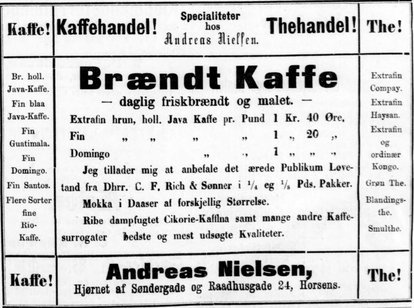 Kaffe!
Kaffehandel!
Specialiteter
hos
Andreas Nielsen.
Thehandel!
The!
Br. holl.
Java-Kaffe.
Fin blaa
Java-Kaffe.
Fin
Guatimala.
Fin
Domingo.
Fin Santos.
Flere Sorter
fine
Rio-
Kaffe.
Brændt Kaffe
— daglig friskbrændt og malet. —
Extrafin brun, holl. Java Kaffe pr. Pund 1 Kr. 40 Øre,
Fin „ „ „ „ 1 „ 20 „
Domingo „ „ 1 „ „
Jeg tillader mig at anbefale det ærede Publikum Løve-
tand fra Dhrr. C. F. Rich & Sønner i 1/4 eg 1/8 Pds. Pakker.
Mokka i Daaser af forskjellig Størrelse.
Ribe dampfugtet Cikorie-Kaffina samt mange andre Kaffe-
surrogater bedste og mest udsøgte Kvaliteter.
Extrafin
Compay.
Extrafin
Haysan.
Extrafin
og
ordinær
Kongo.
Grøn The.
Blandings-
the.
Smulthe.
Kaffe!
Andreas Nielsen,
Hjørnet af Søndergade og Raadhusgade 24, Horsens.
The!